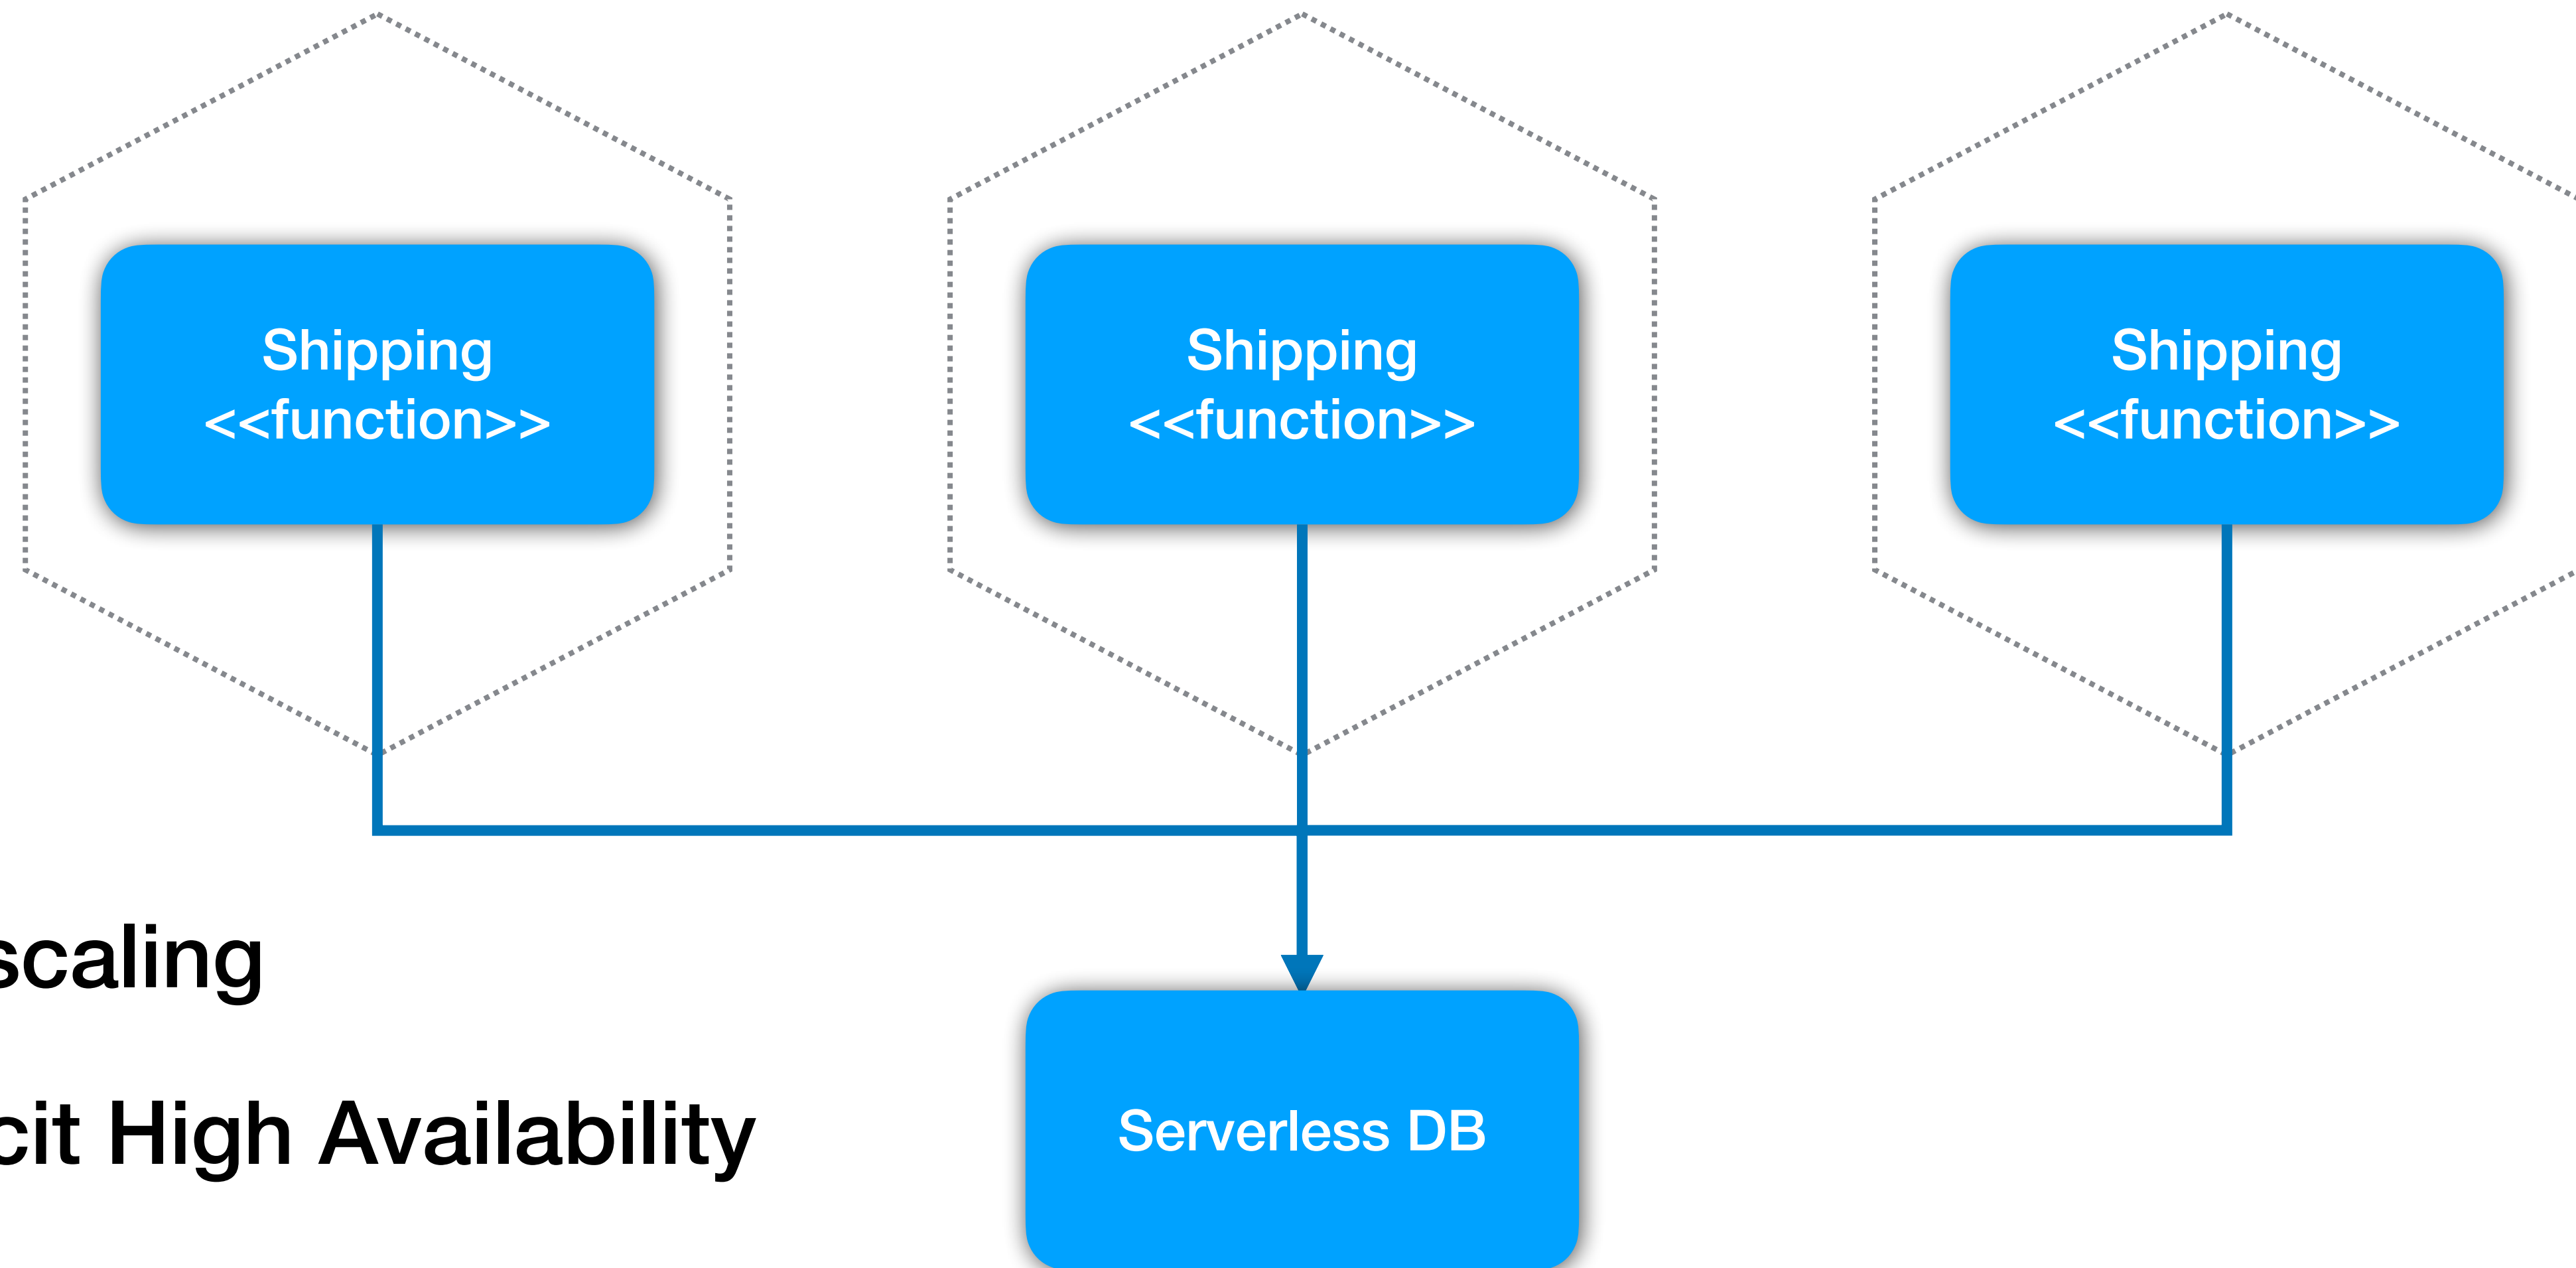 Shipping
<<function>>
Shipping
<<function>>
Shipping
<<function>>
scaling
cit High Availability
Serverless DB